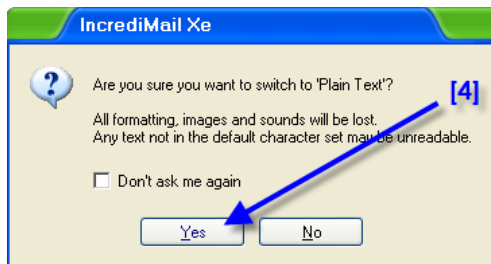 IncrediMail Xe
Are you sure you want to switch to 'Plain Text'?
[4]
All formatting, images and sounds will be lost.
Any text not in the default character set may be unreadable.
Don't ask me again
Yes
No